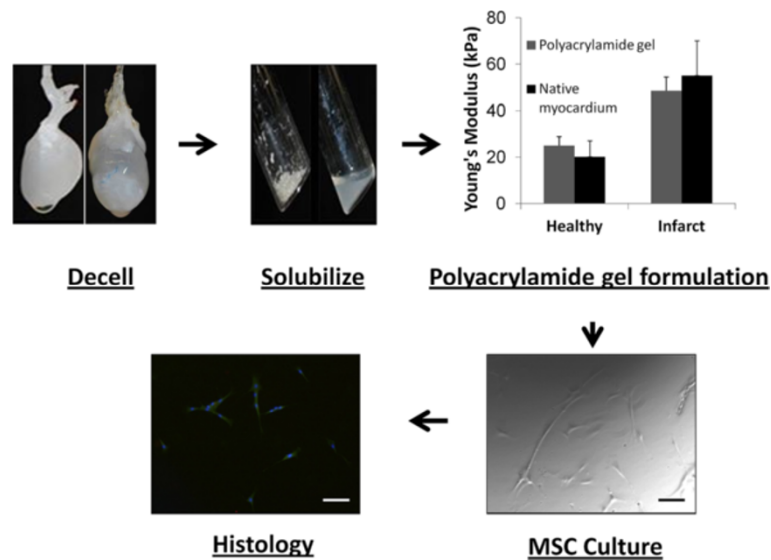 80
60
40
20
0
Young's Modulus (kPa)
Polyacrylamide gel
Native
myocardium
Healthy
Infarct
Decell
Solubilize
Polyacrylamide gel formulation
Histology
MSC Culture